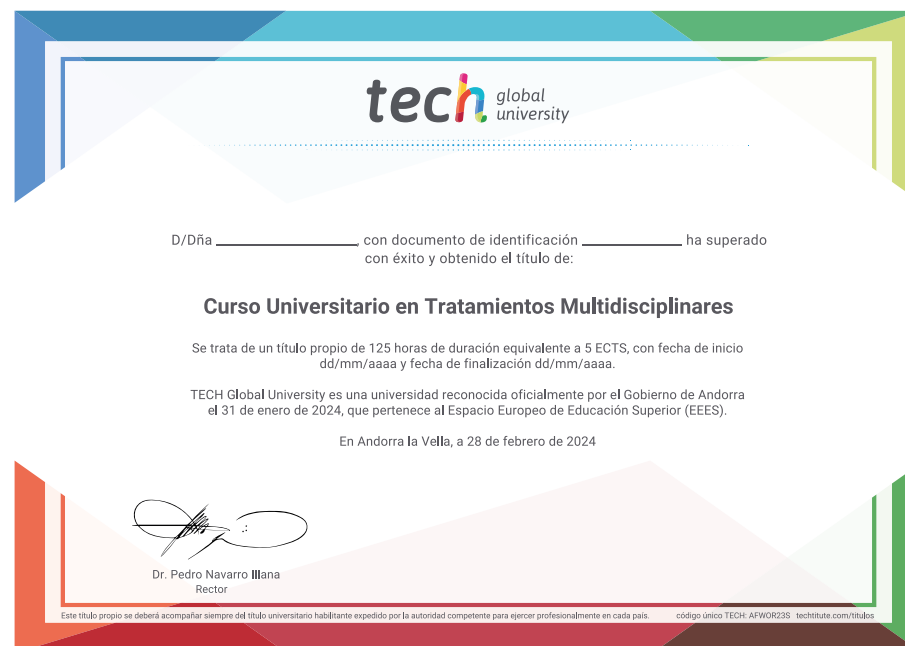 tech global university
D/Dña ________________, con documento de identificación ____________ ha superado
con éxito y obtenido el título de:
Curso Universitario en Tratamientos Multidisciplinares
Se trata de un título propio de 125 horas de duración equivalente a 5 ECTS, con fecha de inicio
dd/mm/aaaa y fecha de finalización dd/mm/aaaa.
TECH Global University es una universidad reconocida oficialmente por el Gobierno de Andorra
el 31 de enero de 2024, que pertenece al Espacio Europeo de Educación Superior (EEES).
En Andorra la Vella, a 28 de febrero de 2024
Dr. Pedro Navarro Illana
Rector
Este título propio se deberá acompañar siempre del título universitario habilitante expedido por la autoridad competente para ejercer profesionalmente en cada país. código único TECH: AFWOR23S techtitute.com/titulos